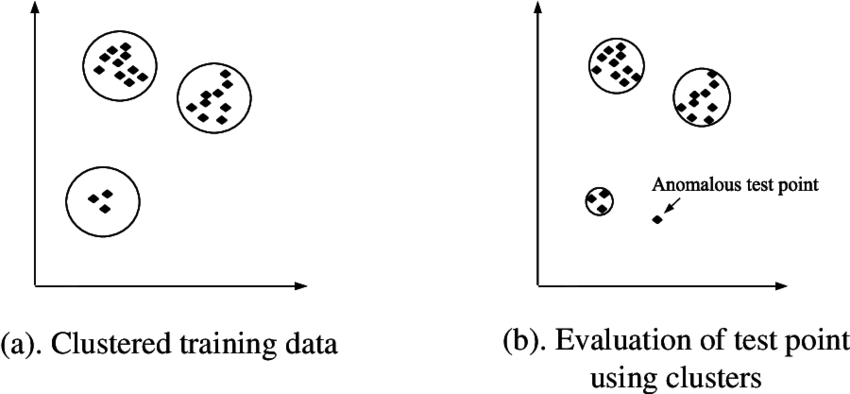 Anomalous test point
(a). Clustered training data
(b). Evaluation of test point
using clusters